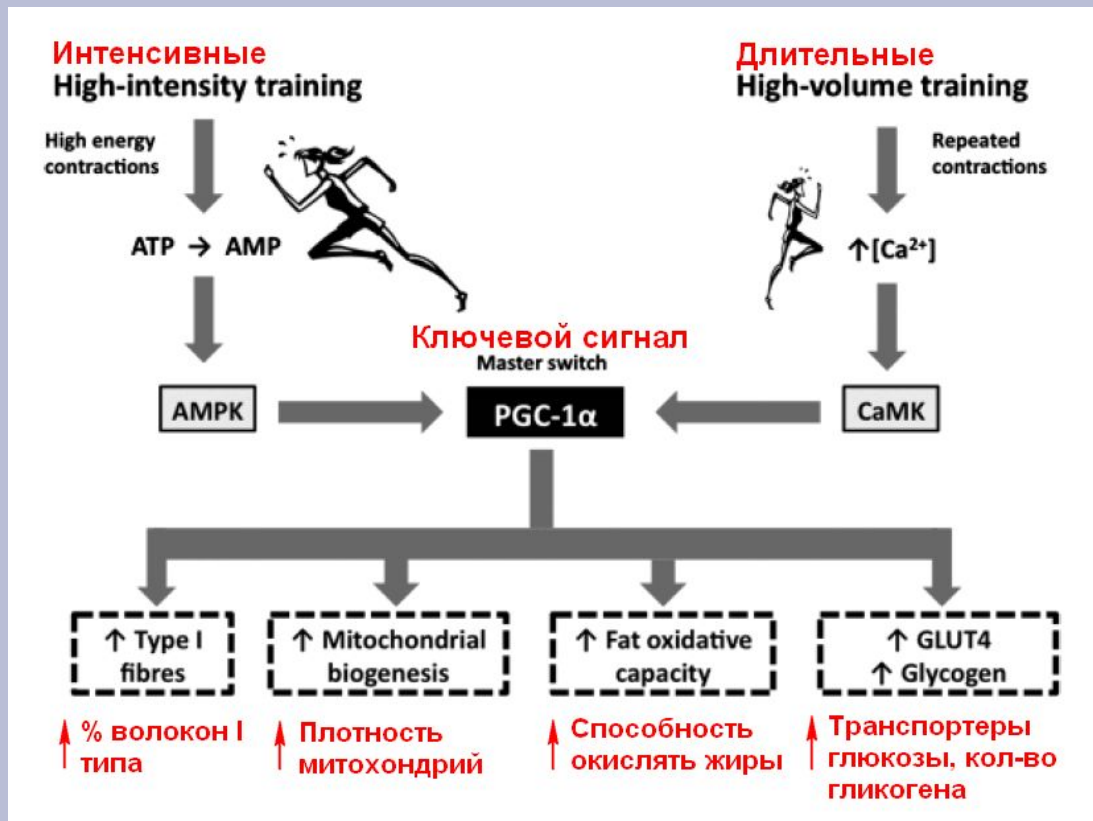 Интенсивные
High-intensity training
High energy
contractions
ATP → AMP
Длительные
High-volume training
Repeated
contractions
↑[Ca²⁺]
Ключевой сигнал
Master switch
AMPK
PGC-1α
CaMK
↑ Type I
fibres
↑ Mitochondrial
biogenesis
↑ Fat oxidative
capacity
↑ GLUT4
↑ Glycogen
↑ % волокон I
типа
↑ Плотность
митохондрий
↑ Способность
окислять жиры
↑ Транспортеры
глюкозы, кол-во
гликогена